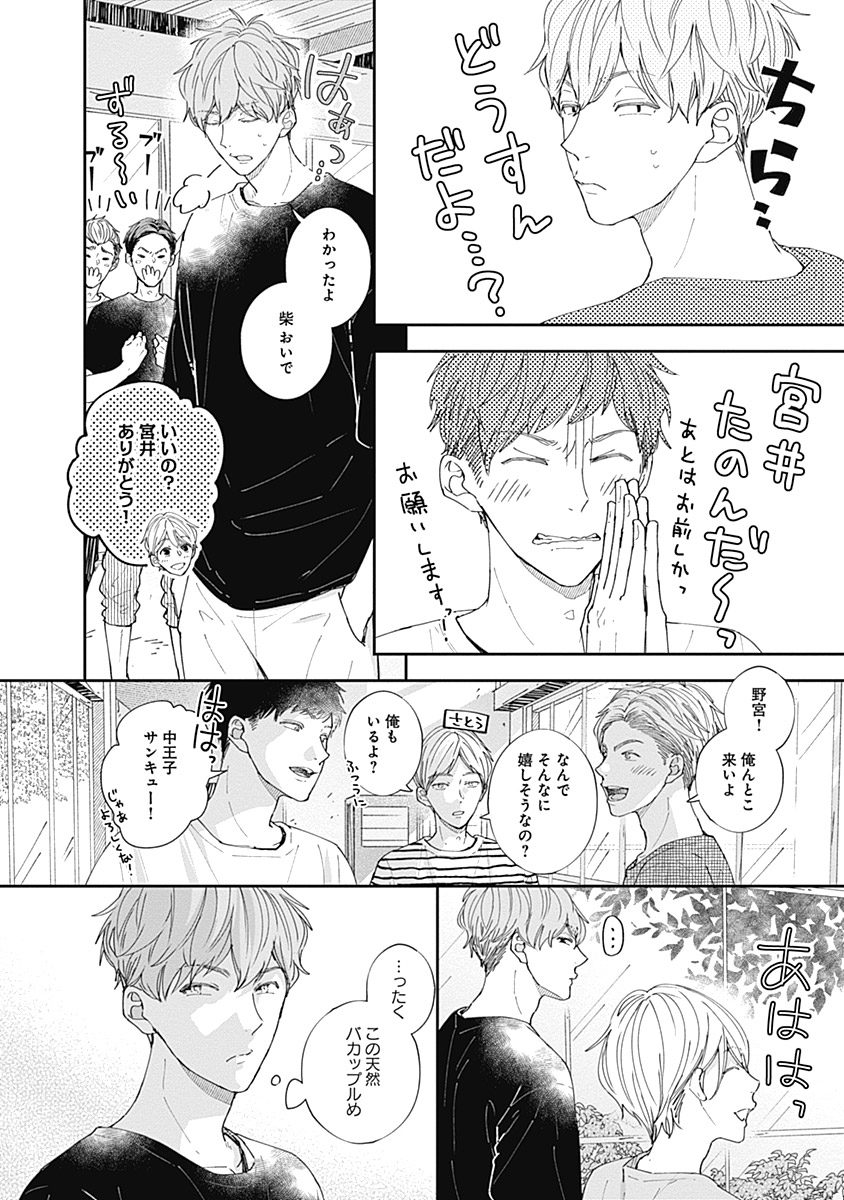 ちら…
どうすん
だよ…?
宮井
たのんだ〜っ
あとはお前しかっ
お願いしますっ!
はぁっ…
わかったよ
柴おいで
ずる〜い
ブー
ブー
いいの?
宮井
ありがとう!
野宮!
俺んとこ
来いよ
なんで
そんなに
嬉しそうなの?
さとう
俺も
いるよ?
ふつうに
ははっ
中王子
サンキュー!
じゃあ
よろしくな!
あははっ
…
…ったく
この天然
バカップルめ